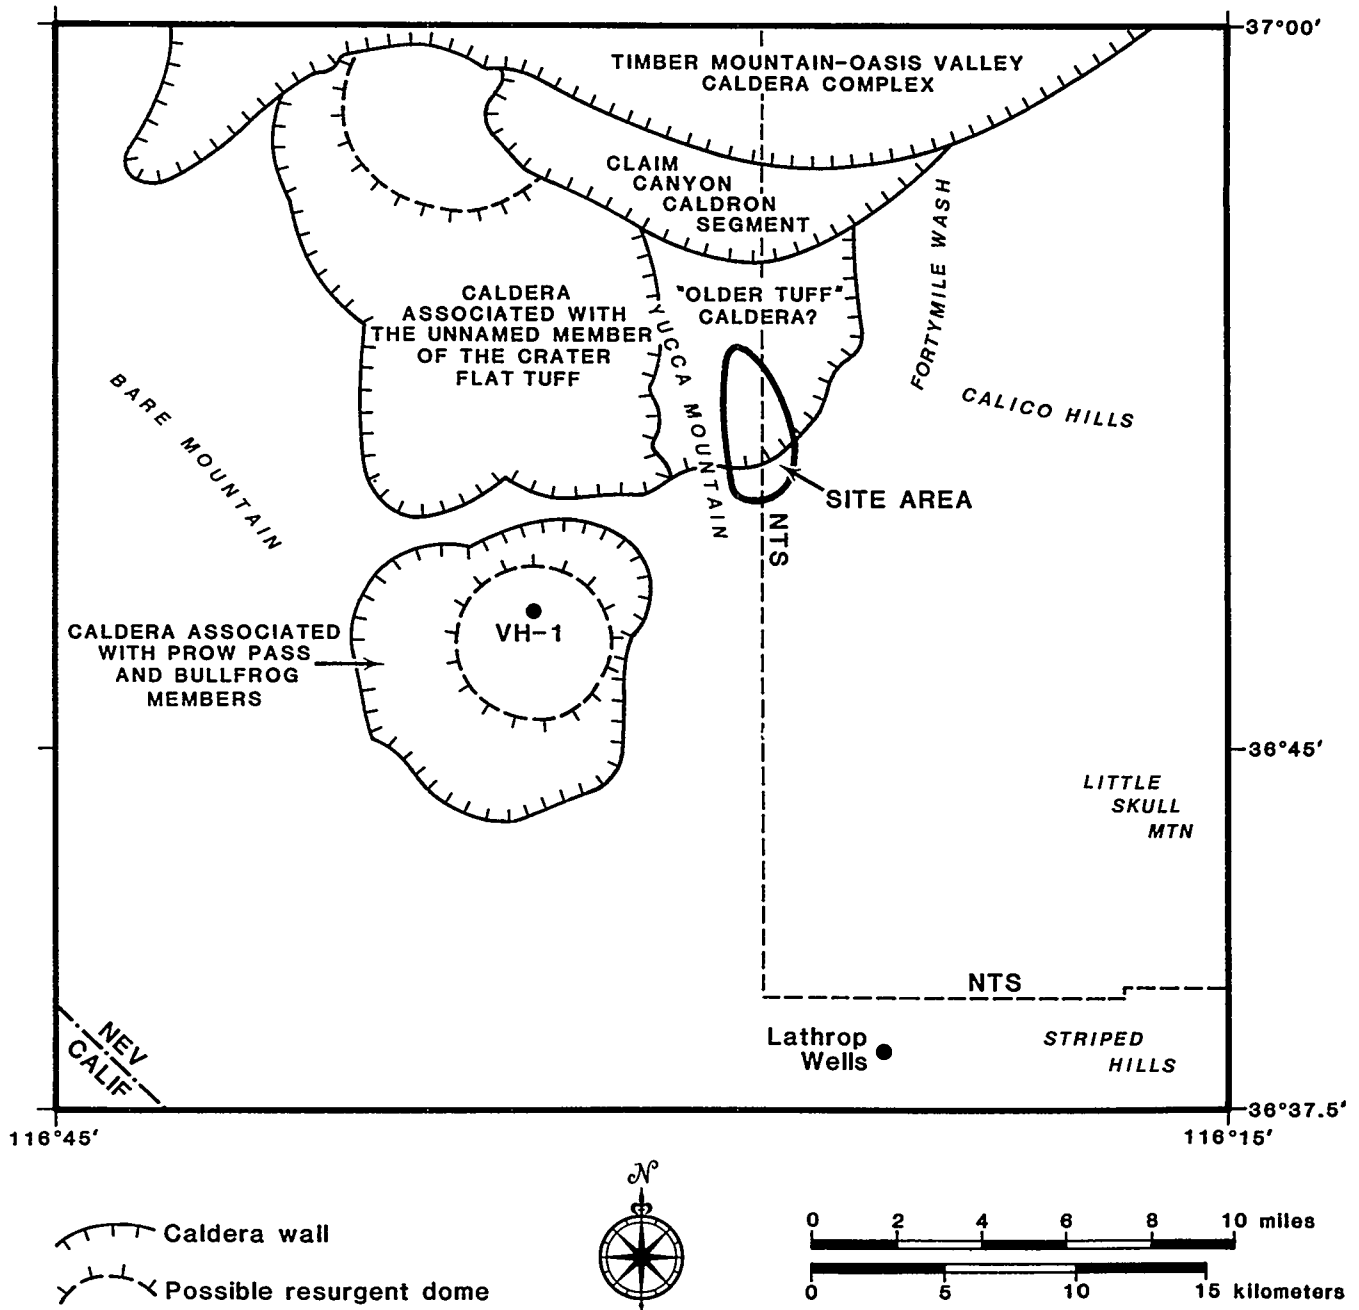 37°00'
TIMBER MOUNTAIN-OASIS VALLEY
CALDERA COMPLEX
CLAIM
CANYON
CALDRON
SEGMENT
FORTYMILE WASH
CALDERA
ASSOCIATED WITH
THE UNNAMED MEMBER
OF THE CRATER
FLAT TUFF
"OLDER TUFF"
CALDERA?
YUCCA MOUNTAIN
BARE MOUNTAIN
CALICO HILLS
SITE AREA
NTS
VH-1
CALDERA ASSOCIATED
WITH PROW PASS
AND BULLFROG
MEMBERS
36°45'
LITTLE
SKULL
MTN
NTS
Lathrop
Wells
STRIPED
HILLS
NEV
CALIF
36°37.5'
116°45'
116°15'
N
Caldera wall
Possible resurgent dome
0 2 4 6 8 10 miles
0 5 10 15 kilometers